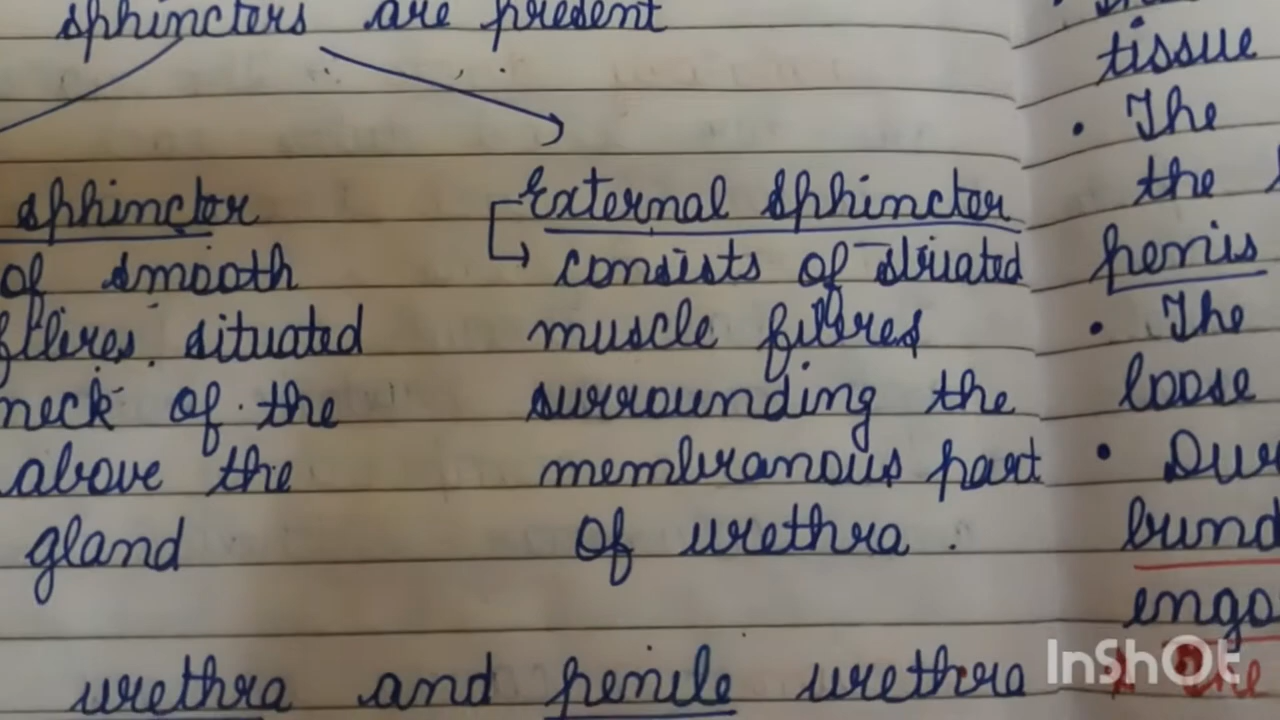 sphincters are present
sphincter
of smooth
fibres situated
neck of the
above the
gland
External Sphincter
consists of striated
muscle fibres
surrounding the
membranous part
of urethra.
urethra and penile urethra
tissue
• The
the
penis
• The
loose
• Dur
bund
engo
• The
InShOt